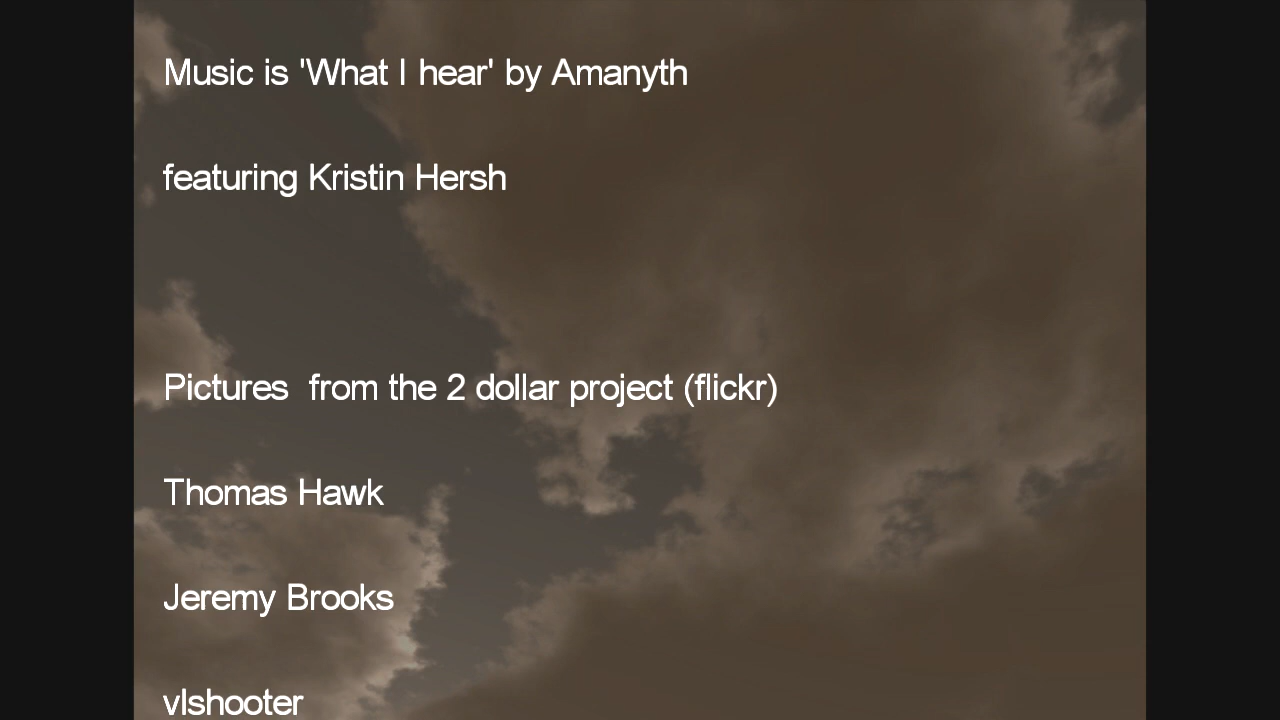 Music is 'What I hear' by Amanyth
featuring Kristin Hersh
Pictures  from the 2 dollar project (flickr)
Thomas Hawk
Jeremy Brooks
vlshooter